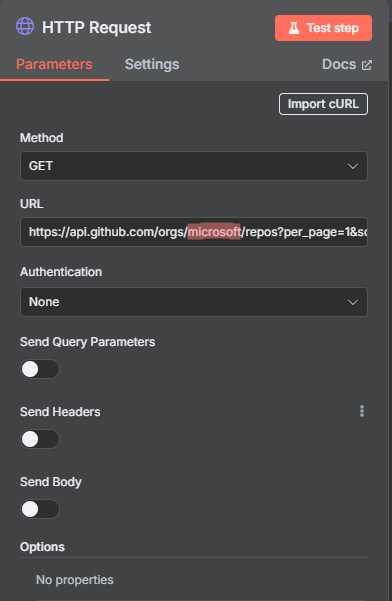 HTTP Request
Test step
Parameters Settings Docs
Import cURL
Method
GET
URL
https://api.github.com/orgs/microsoft/repos?per_page=1&so
Authentication
None
Send Query Parameters
Send Headers
Send Body
Options
No properties